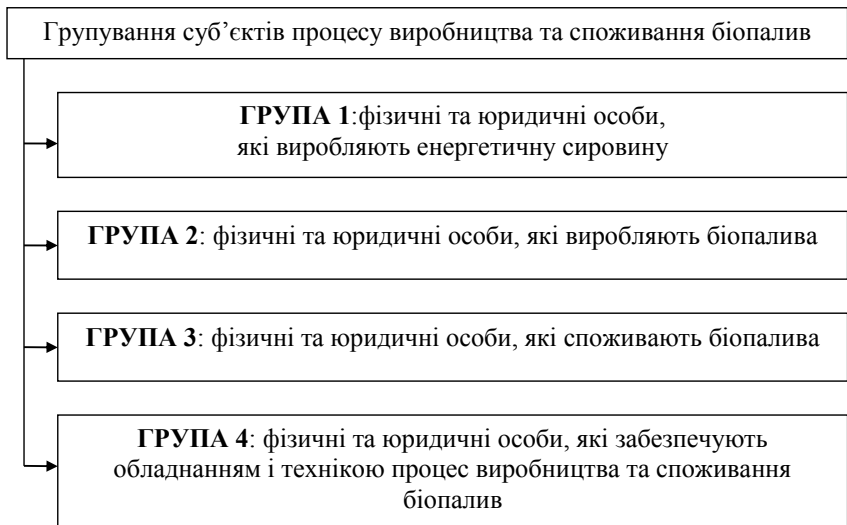 Групування суб’єктів процесу виробництва та споживання біопалив
ГРУПА 1:фізичні та юридичні особи,
які виробляють енергетичну сировину
ГРУПА 2: фізичні та юридичні особи, які виробляють біопалива
ГРУПА 3: фізичні та юридичні особи, які споживають біопалива
ГРУПА 4: фізичні та юридичні особи, які забезпечують
обладнанням і технікою процес виробництва та споживання
біопалив